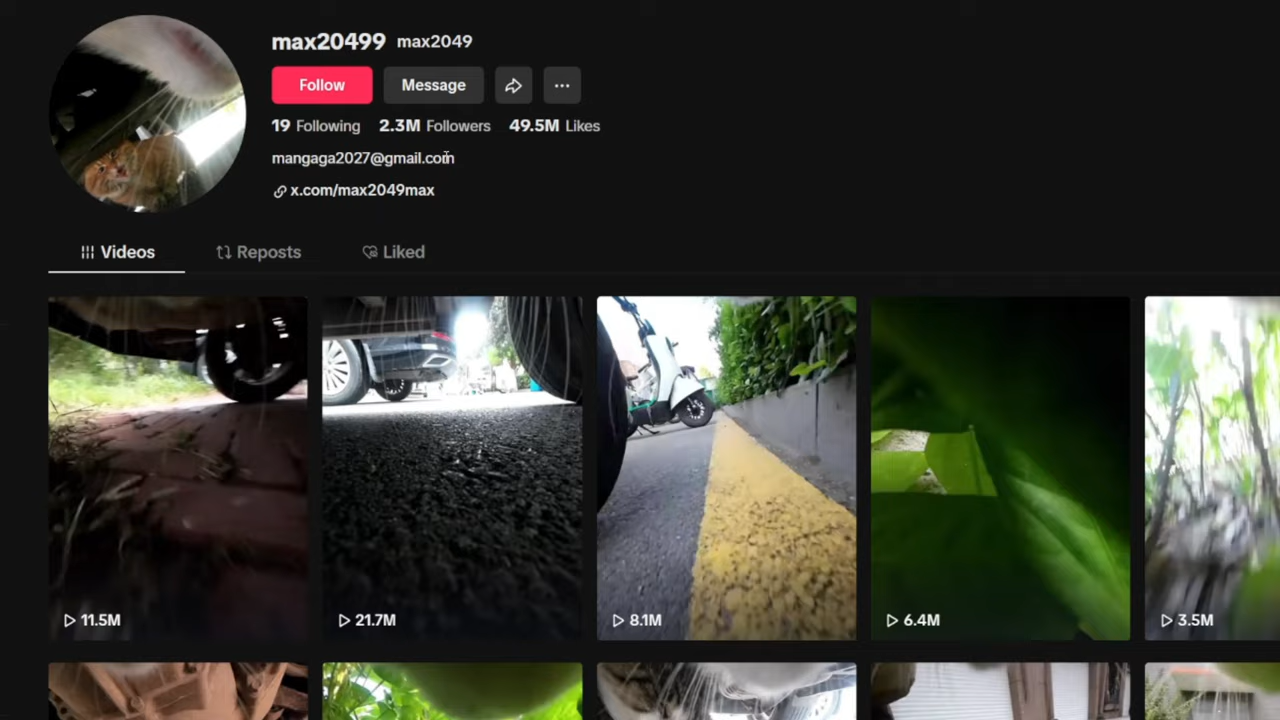 max20499 max2049
Follow Message
19 Following 2.3M Followers 49.5M Likes
mangaga2027@gmail.com
x.com/max2049max
Videos Reposts Liked
11.5M 21.7M 8.1M 6.4M 3.5M